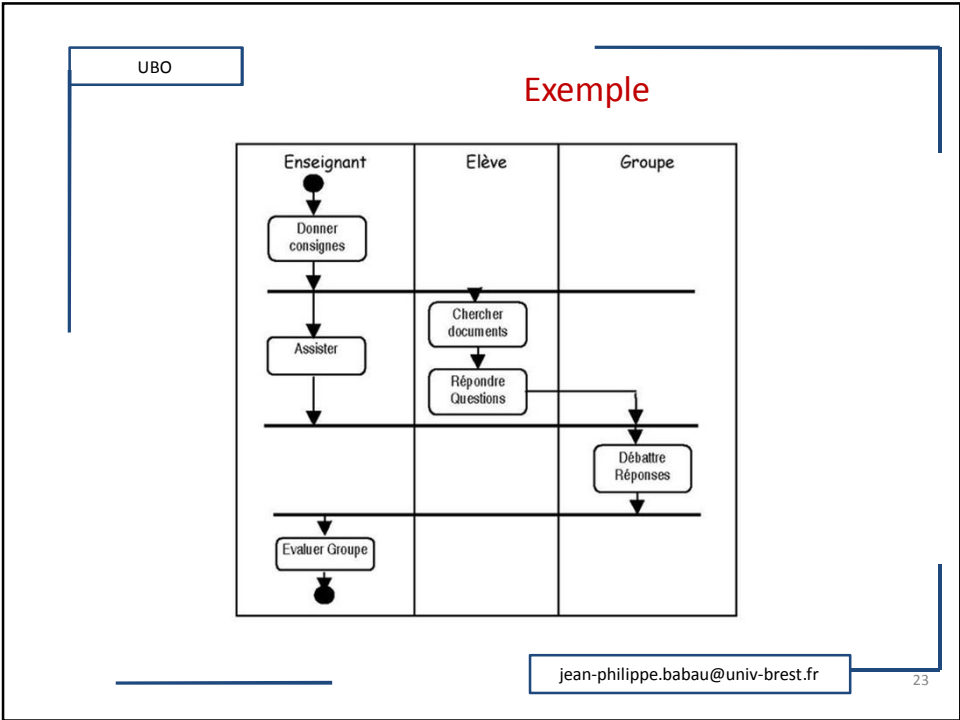 UBO
Exemple
Enseignant
Elève
Groupe
Donner
consignes
Chercher
documents
Assister
Répondre
Questions
Débattre
Réponses
Evaluer Groupe
jean-philippe.babau@univ-brest.fr
23